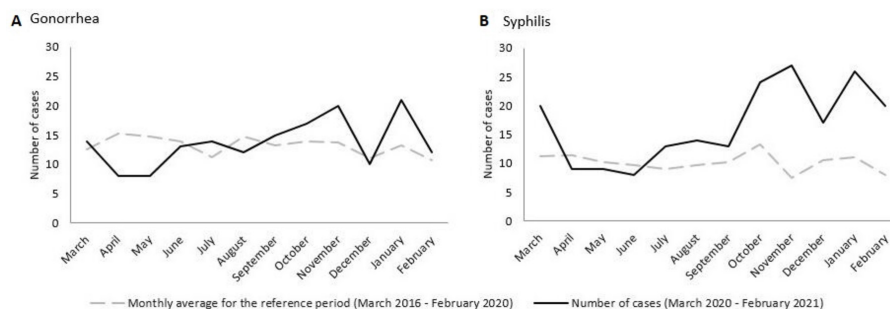 A Gonorrhea
Number of cases
30
25
20
15
10
5
0
March
April
May
June
July
August
September
October
November
December
January
February
B Syphilis
Number of cases
30
25
20
15
10
5
0
March
April
May
June
July
August
September
October
November
December
January
February
Monthly average for the reference period (March 2016 - February 2020)
Number of cases (March 2020 - February 2021)